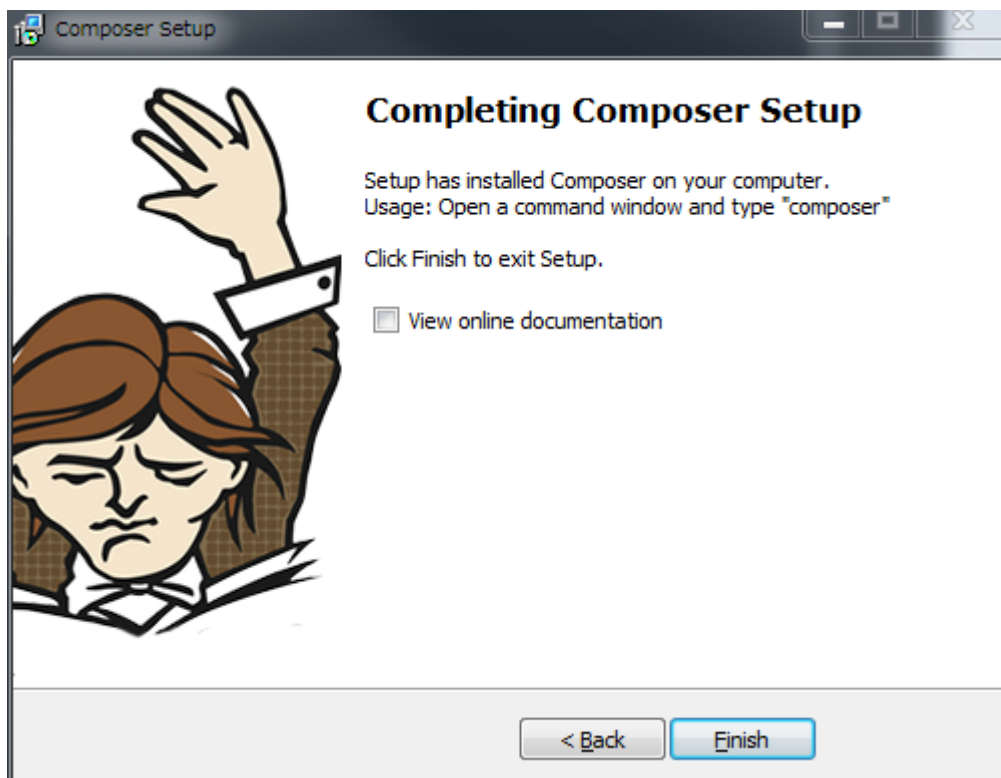 Composer Setup
Completing Composer Setup
Setup has installed Composer on your computer.
Usage: Open a command window and type "composer"
Click Finish to exit Setup.
View online documentation
< Back
Finish